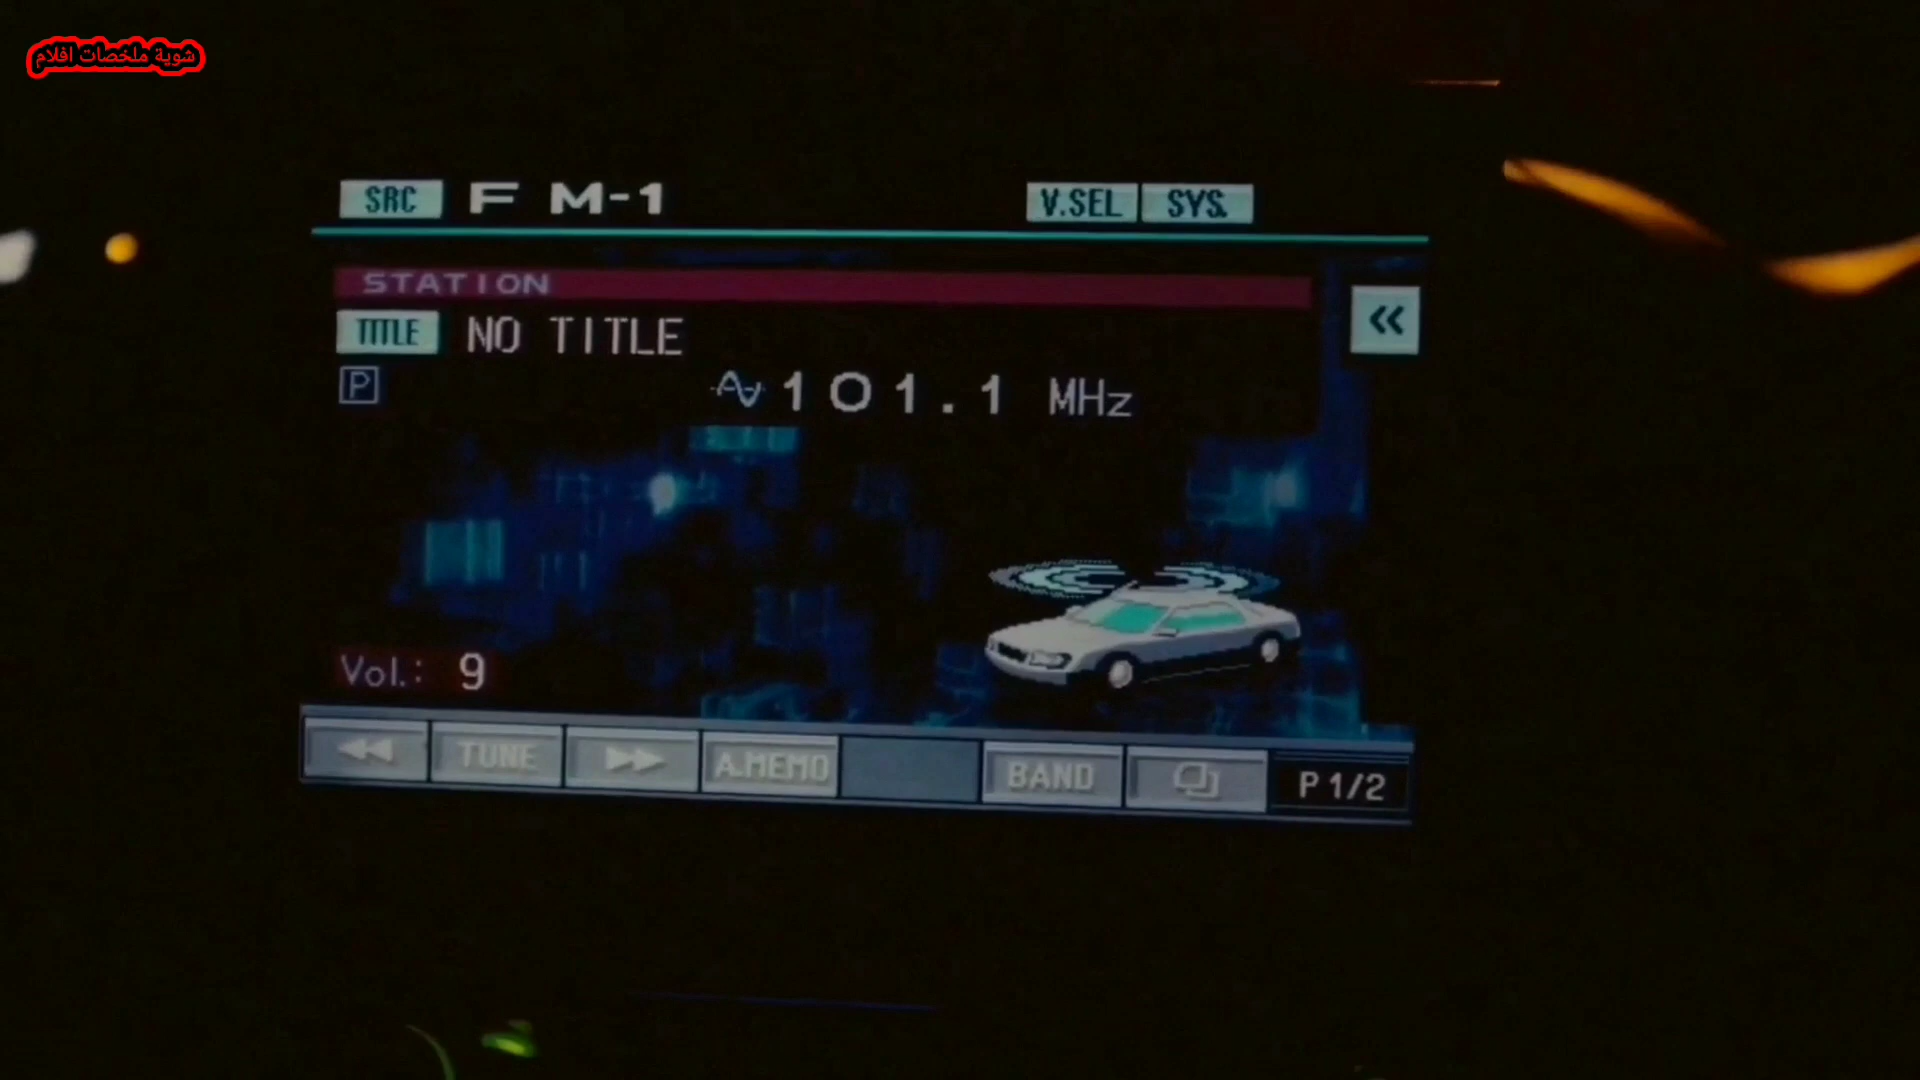 شوية ملخصات افلام
SRC FM-1 V.SEL SYS.
STATION
TITLE NO TITLE
P 101.1 MHz
Vol.: 9
TUNE A.MEMO BAND P 1/2